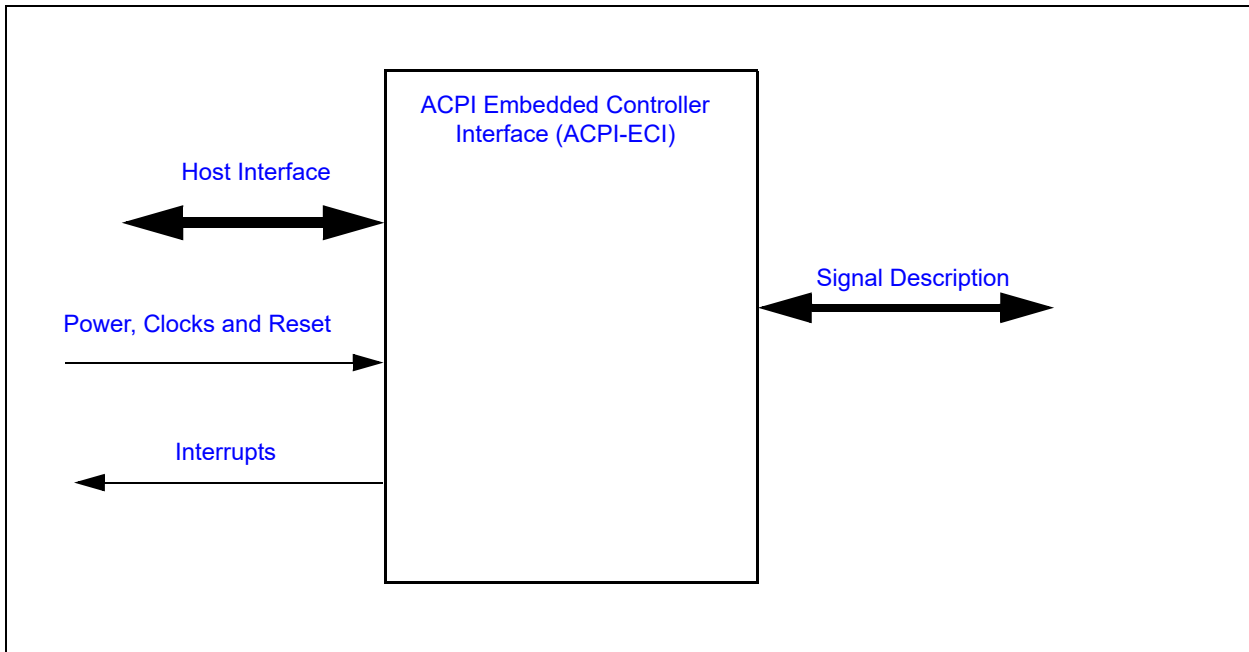 ACPI Embedded Controller
Interface (ACPI-ECI)
Host Interface
Signal Description
Power, Clocks and Reset
Interrupts